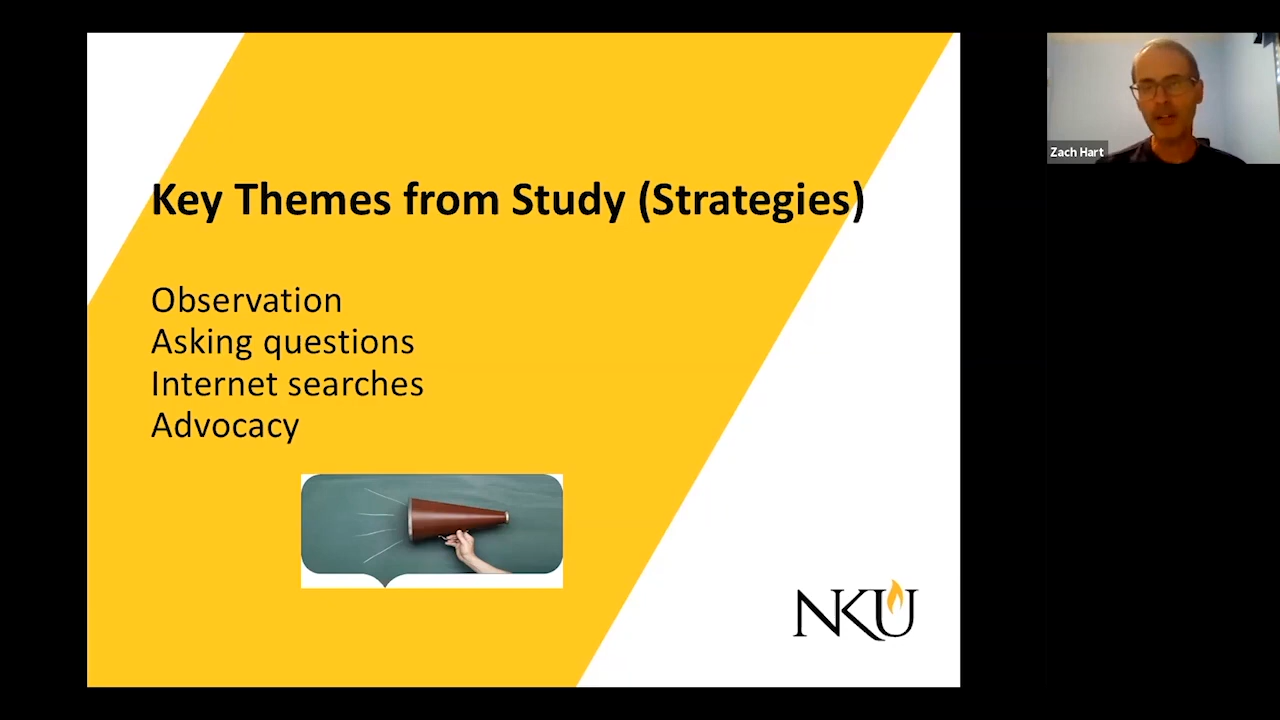 Key Themes from Study (Strategies)
Observation
Asking questions
Internet searches
Advocacy
NKU
Zach Hart